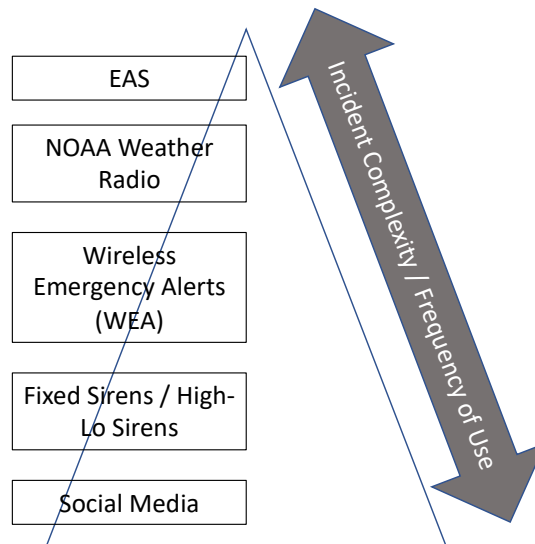 EAS
NOAA Weather
Radio
Wireless
Emergency Alerts
(WEA)
Fixed Sirens / High-
Lo Sirens
Social Media
Incident Complexity / Frequency of Use